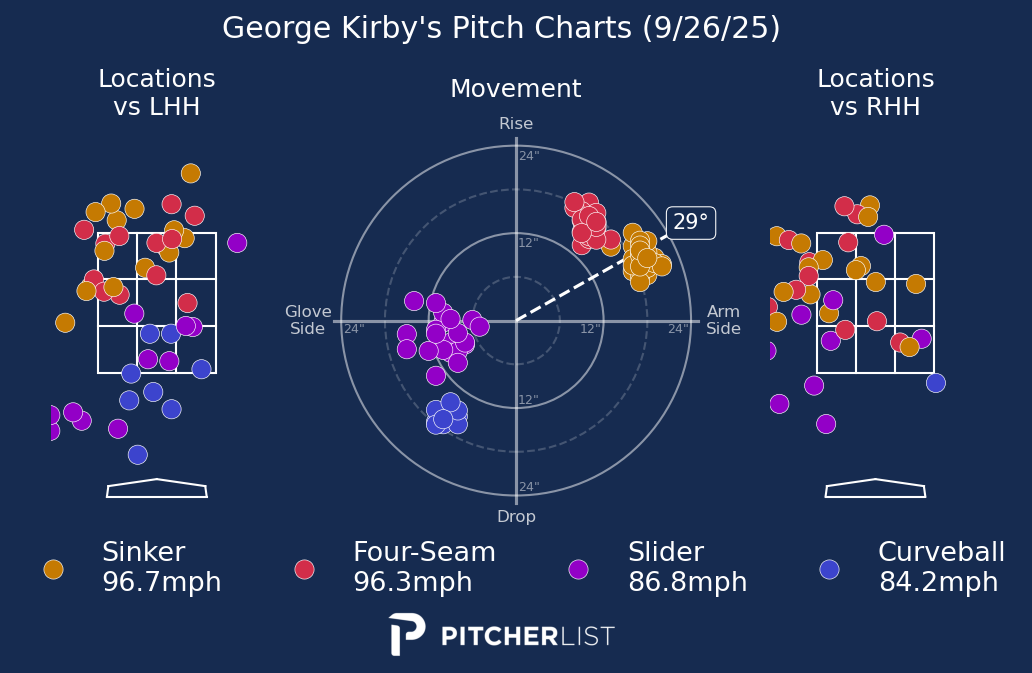 George Kirby's Pitch Charts (9/26/25)
Locations
vs LHH
Movement
Locations
vs RHH
Rise
24"
12"
29°
Glove
Side
24"
12"
24"
Arm
Side
12"
24"
Drop
Sinker
96.7mph
Four-Seam
96.3mph
Slider
86.8mph
Curveball
84.2mph
PITCHERLIST